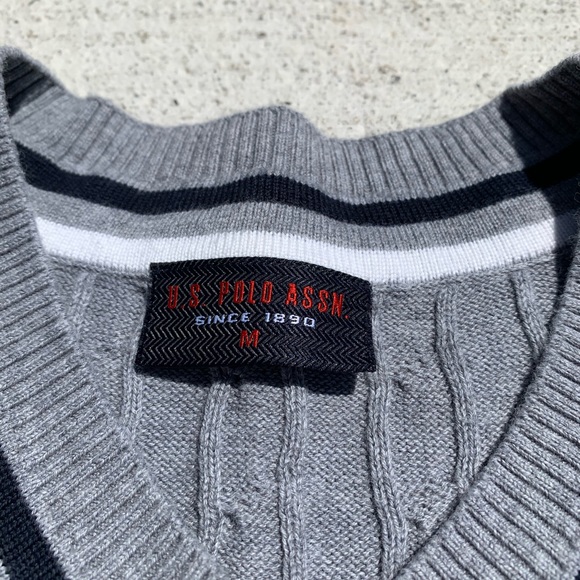 U.S. POLO ASSN.
SINCE 1890
M